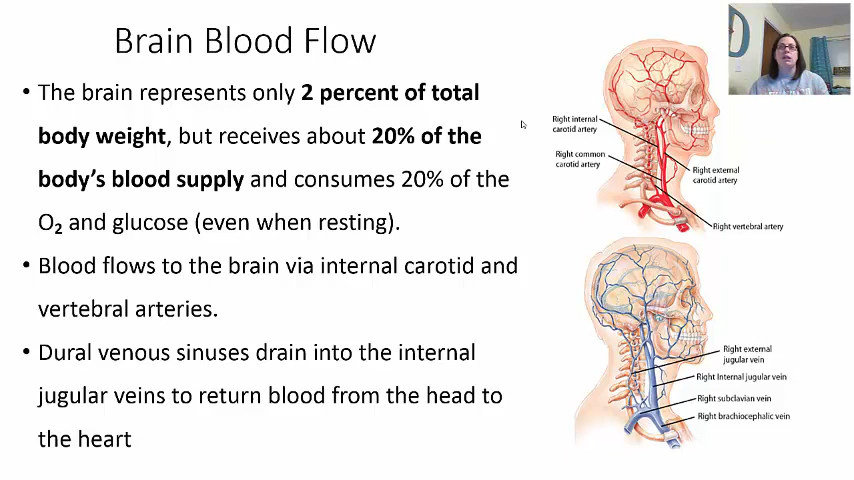 Brain Blood Flow
• The brain represents only 2 percent of total
body weight, but receives about 20% of the
body's blood supply and consumes 20% of the
O₂ and glucose (even when resting).
• Blood flows to the brain via internal carotid and
vertebral arteries.
• Dural venous sinuses drain into the internal
jugular veins to return blood from the head to
the heart
Right internal
carotid artery
Right common
carotid artery
Right external
carotid artery
Right vertebral artery
Right external
jugular vein
Right Internal jugular vein
Right subclavian vein
Right brachiocephalic vein